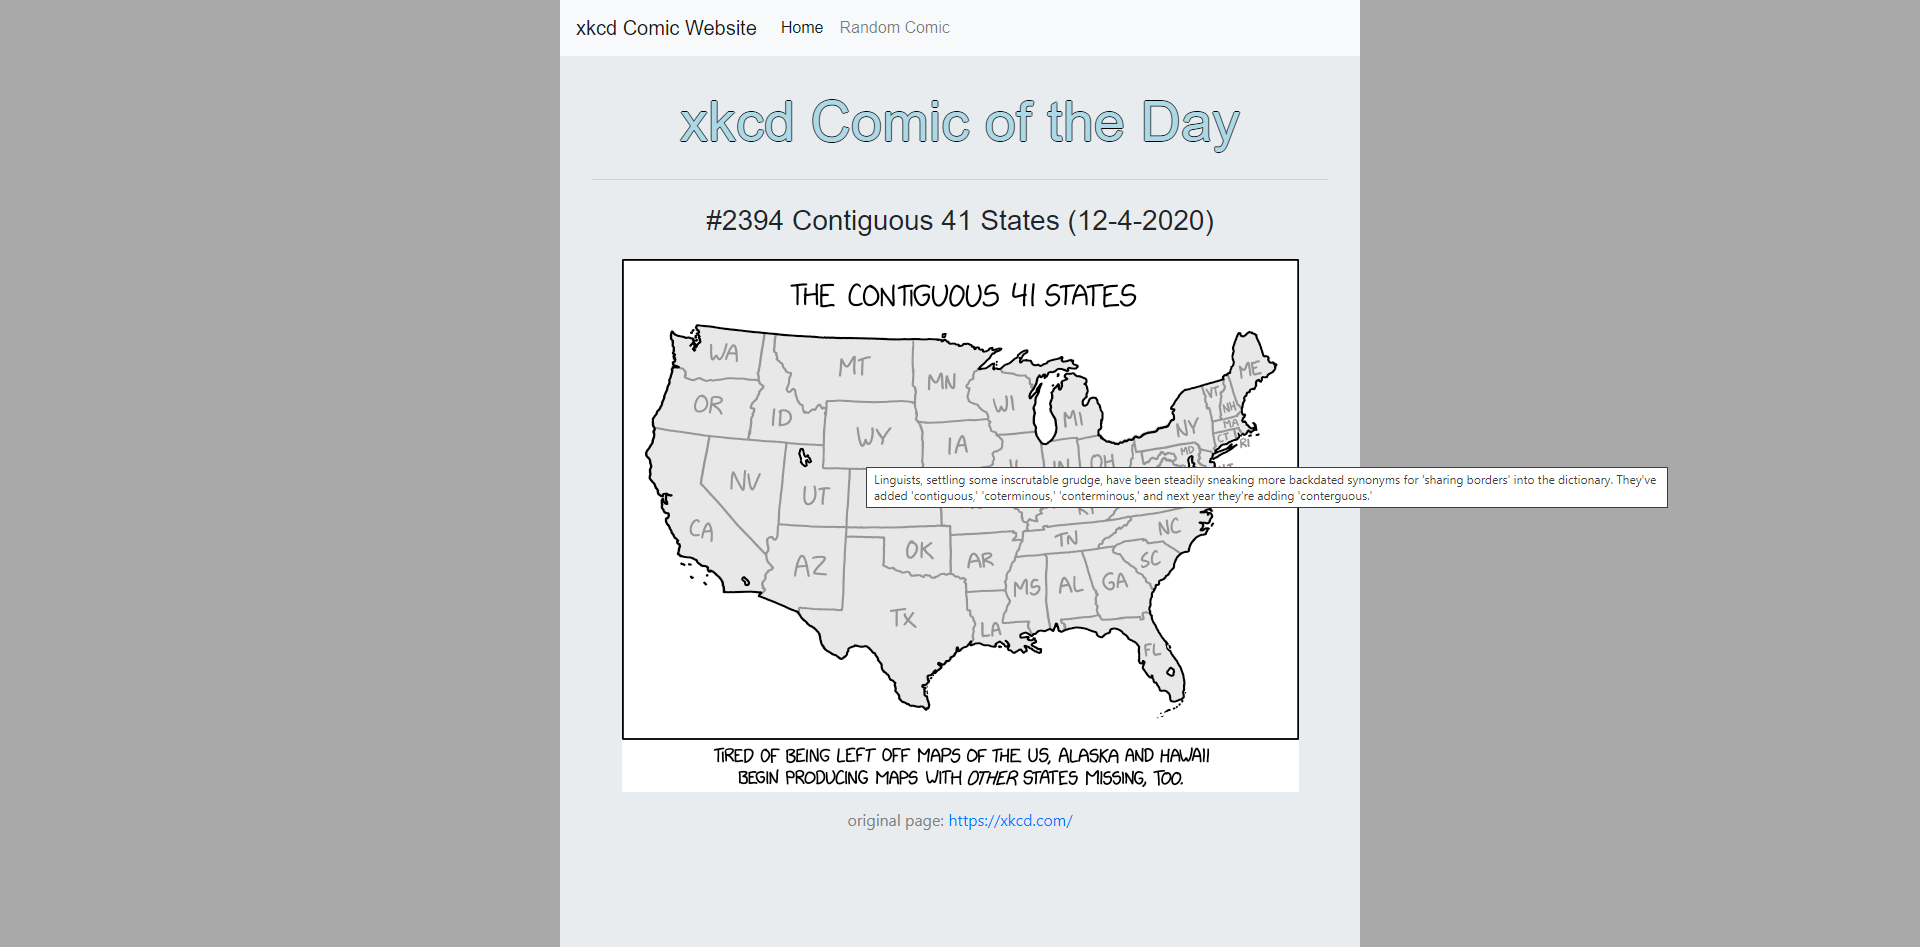 xkcd Comic Website Home Random Comic
xkcd Comic of the Day
#2394 Contiguous 41 States (12-4-2020)
THE CONTIGUOUS 41 STATES
WA MT MN ME
OR ID WI MI VT NH
WY IA NY MA
CT RI
OH MD
NV UT
Linguists, settling some inscrutable grudge, have been steadily sneaking more backdated synonyms for 'sharing borders' into the dictionary. They've
added 'contiguous,' 'coterminous,' 'conterminous,' and next year they're adding 'conterguous.'
CA AZ OK AR TN NC
SC
MS AL GA
TX LA FL
TIRED OF BEING LEFT OFF MAPS OF THE US, ALASKA AND HAWAII
BEGIN PRODUCING MAPS WITH OTHER STATES MISSING, TOO.
original page: https://xkcd.com/